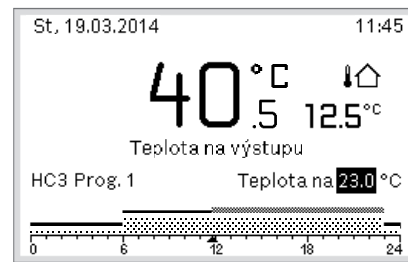 St, 19.03.2014 11:45
40.5 °C 12.5°C
Teplota na výstupu
HC3 Prog. 1 Teplota na 23.0 °C
0 6 12 18 24